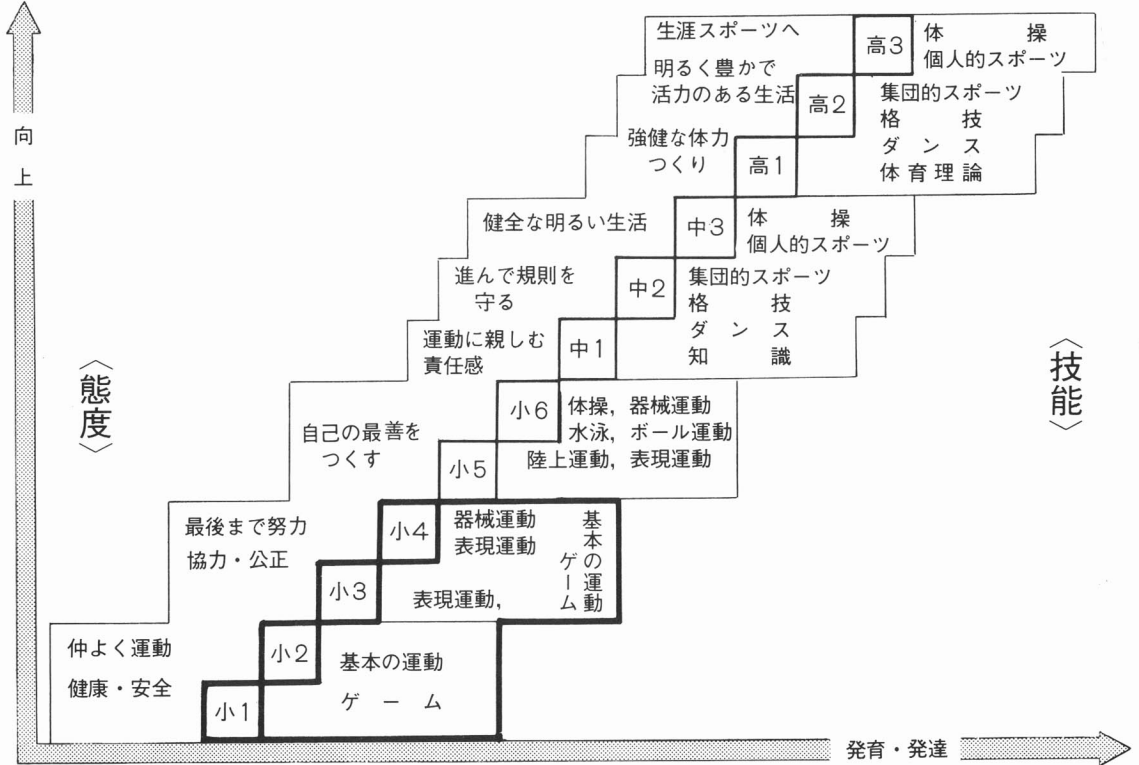 生涯スポーツへ
高3
体操
個人的スポーツ
明るく豊かで
活力のある生活
高2
集団的スポーツ
格技
ダンス
体育理論
強健な体力
つくり
高1
向上
健全な明るい生活
中3
体操
個人的スポーツ
進んで規則を
守る
中2
集団的スポーツ
格技
ダンス
知識
運動に親しむ
責任感
中1
〈態度〉
〈技能〉
自己の最善を
つくす
小6
体操,器械運動
水泳,ボール運動
陸上運動,表現運動
小5
最後まで努力
協力・公正
小4
器械運動
表現運動
基本の運動
ゲーム
小3
表現運動,
仲よく運動
健康・安全
小2
基本の運動
ゲーム
小1
発育・発達